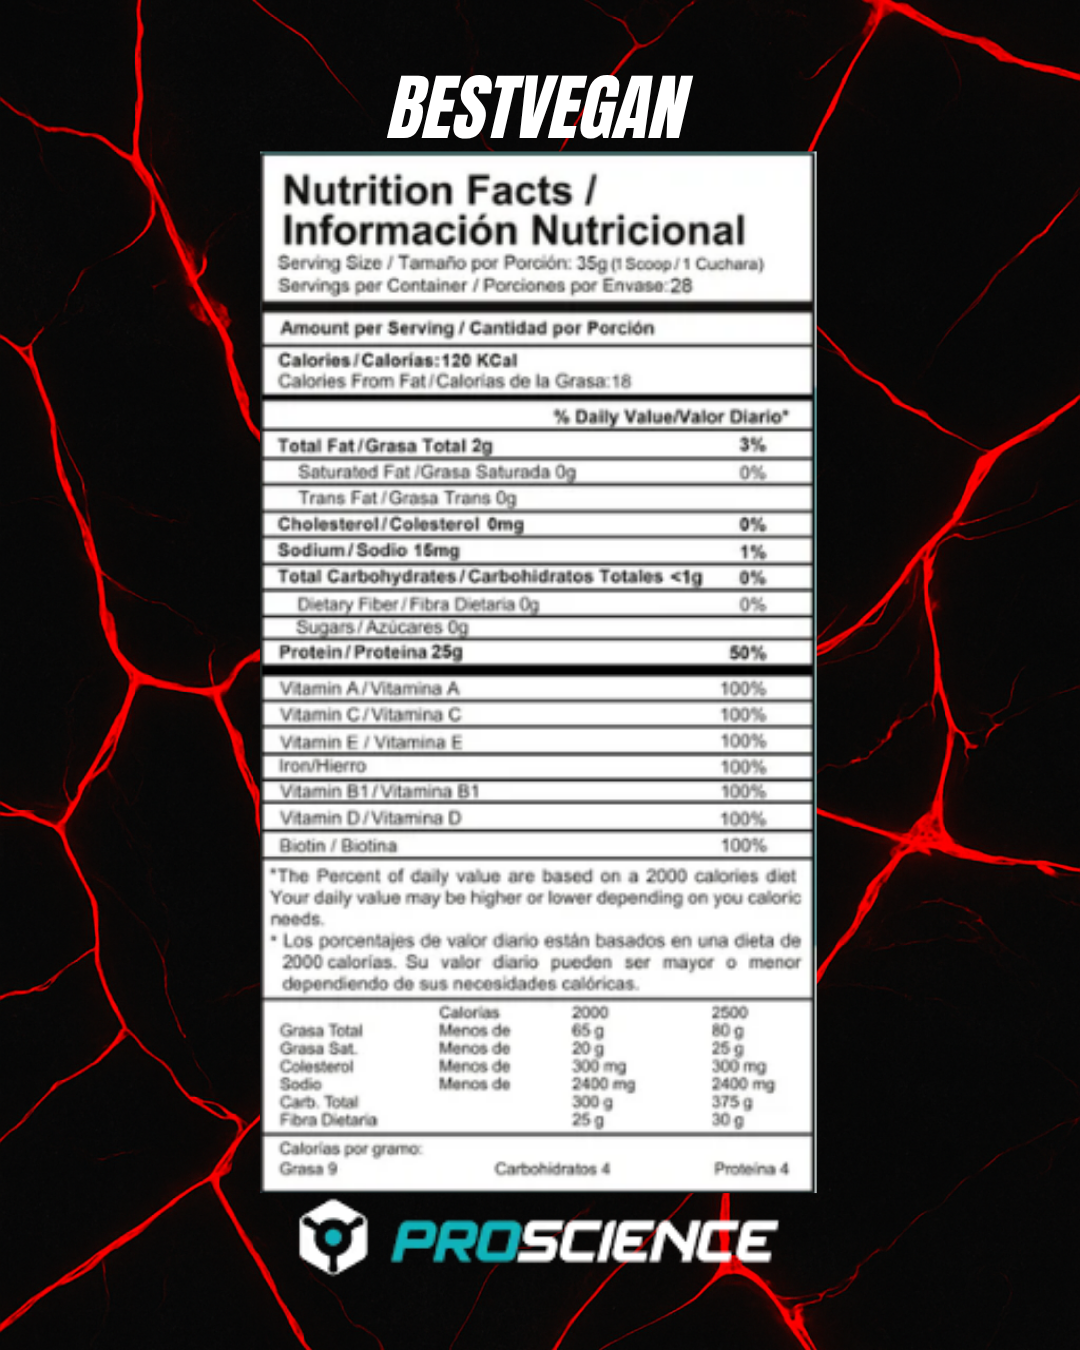 BESTVEGAN
Nutrition Facts /
Información Nutricional
Serving Size / Tamaño por Porción: 35g (1 Scoop / 1 Cuchara)
Servings per Container / Porciones por Envase:28
Amount per Serving / Cantidad por Porción
Calories/Calorías:120 KCal
Calories From Fat/Calorias de la Grasa:18
% Daily Value/Valor Diario*
Total Fat/Grasa Total 2g 3%
Saturated Fat /Grasa Saturada 0g 0%
Trans Fat/Grasa Trans 0g
Cholesterol/Colesterol 0mg 0%
Sodium/Sodio 15mg 1%
Total Carbohydrates/Carbohidratos Totales <1g 0%
Dietary Fiber/Fibra Dietaria 0g 0%
Sugars/Azúcares 0g
Protein/Proteina 25g 50%
Vitamin A/Vitamina A 100%
Vitamin C/Vitamina C 100%
Vitamin E / Vitamina E 100%
Iron/Hierro 100%
Vitamin B1/Vitamina B1 100%
Vitamin D/Vitamina D 100%
Biotin / Biotina 100%
*The Percent of daily value are based on a 2000 calories diet
Your daily value may be higher or lower depending on you caloric
needs.
* Los porcentajes de valor diario están basados en una dieta de
2000 calorías. Su valor diario pueden ser mayor o menor
dependiendo de sus necesidades calóricas.
Calorías 2000 2500
Grasa Total Menos de 65 g 80 g
Grasa Sat. Menos de 20 g 25 g
Colesterol Menos de 300 mg 300 mg
Sodio Menos de 2400 mg 2400 mg
Carb. Total 300 g 375 g
Fibra Dietaria 25 g 30 g
Calorías por gramo:
Grasa 9 Carbohidratos 4 Proteína 4
PROSCIENCE